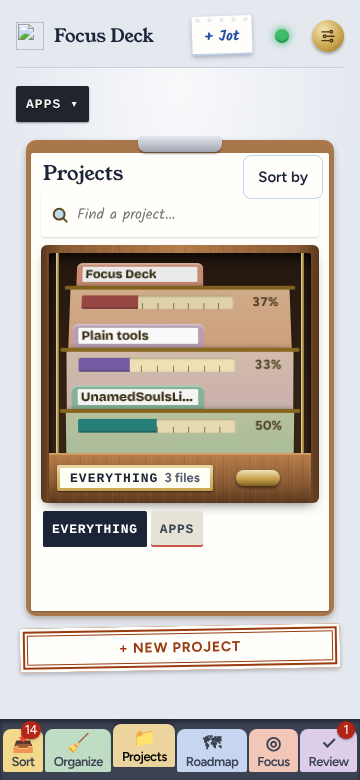 Focus Deck
+ Jot
APPS ▾
Projects
Sort by
Find a project...
Focus Deck
37%
Plain tools
33%
UnamedSoulsLi...
50%
EVERYTHING 3 files
EVERYTHING
APPS
+ NEW PROJECT
14
1
Sort
Organize
Projects
Roadmap
Focus
Review